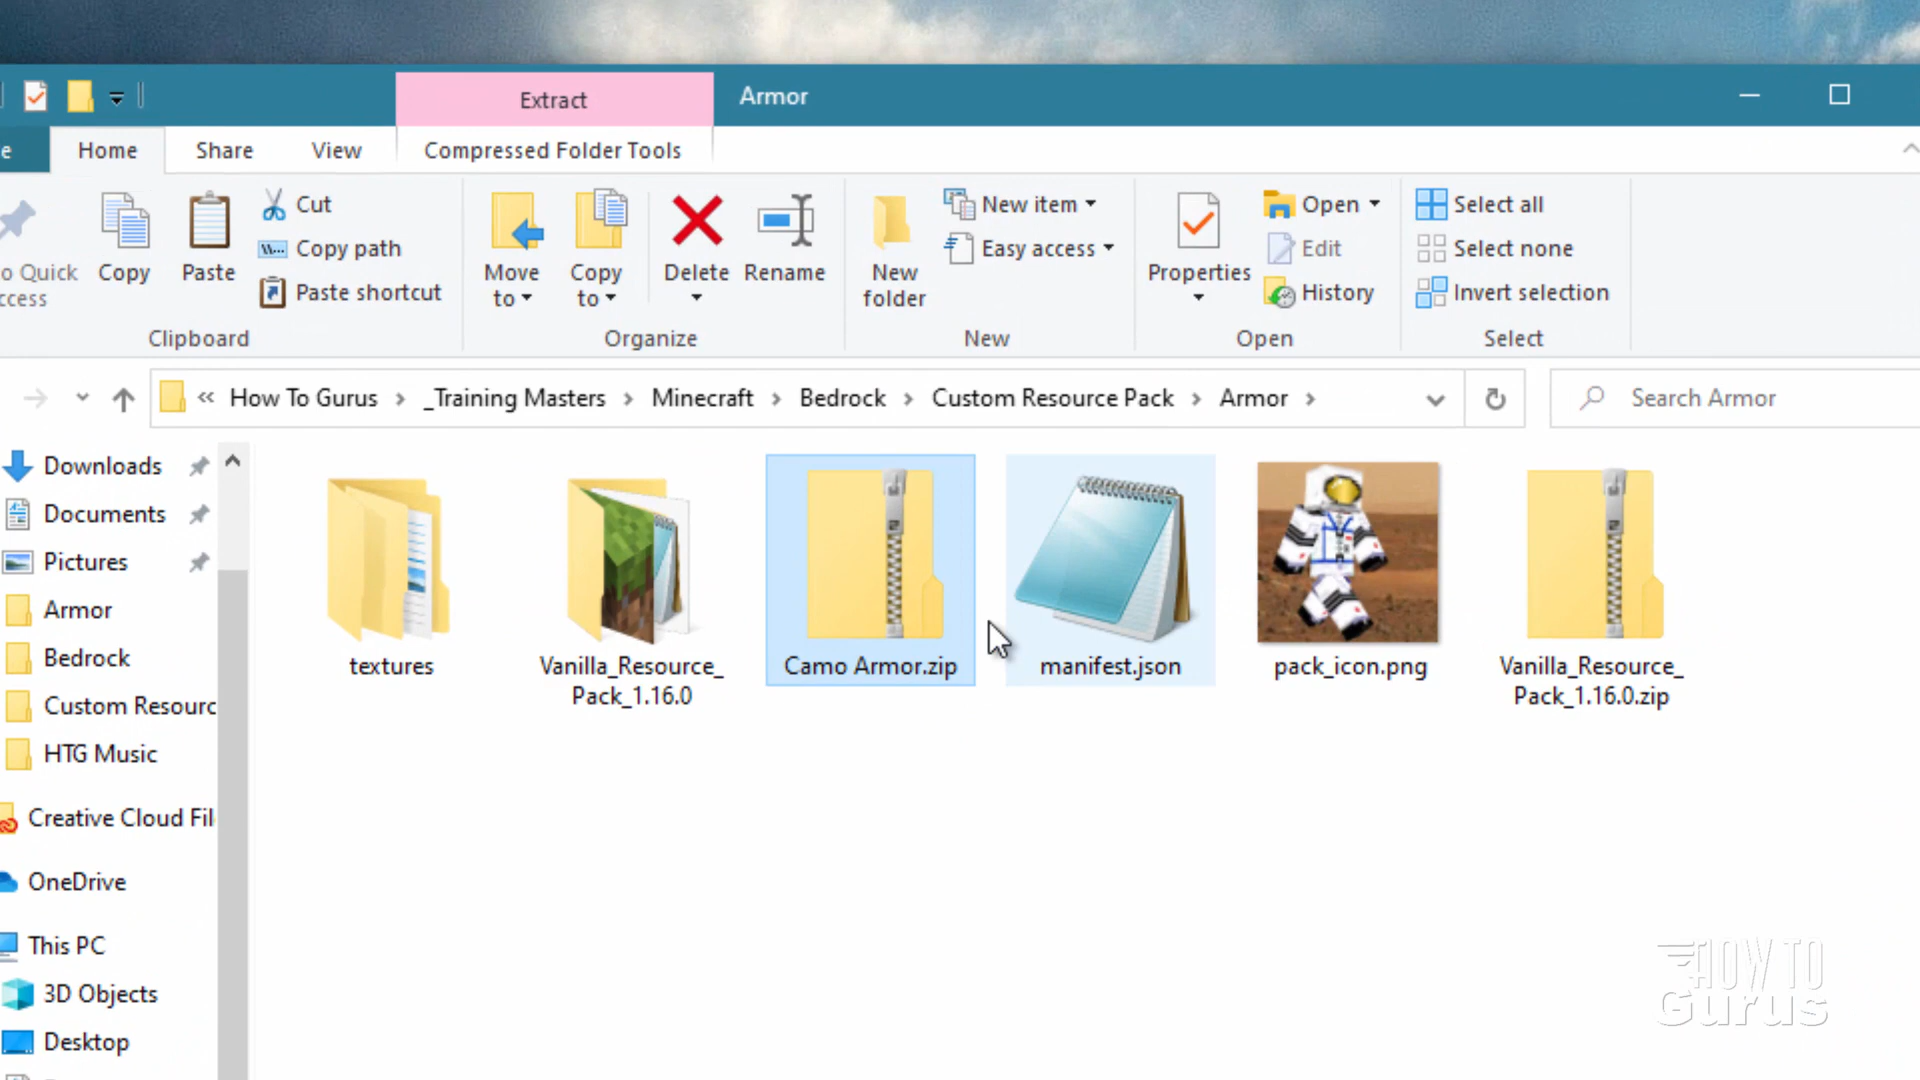 Extract
Armor
e
Home
Share
View
Compressed Folder Tools
o Quick
ccess
Copy
Paste
Cut
Copy path
Paste shortcut
Move
to
Copy
to
Delete
Rename
New
folder
New item
Easy access
Properties
Open
Edit
History
Select all
Select none
Invert selection
Clipboard
Organize
New
Open
Select
« How To Gurus > _Training Masters > Minecraft > Bedrock > Custom Resource Pack > Armor >
Search Armor
Downloads
Documents
Pictures
Armor
Bedrock
Custom Resourc
HTG Music
Creative Cloud Fil
OneDrive
This PC
3D Objects
Desktop
textures
Vanilla_Resource_
Pack_1.16.0
Camo Armor.zip
manifest.json
pack_icon.png
Vanilla_Resource_
Pack_1.16.0.zip
HOW TO
Gurus